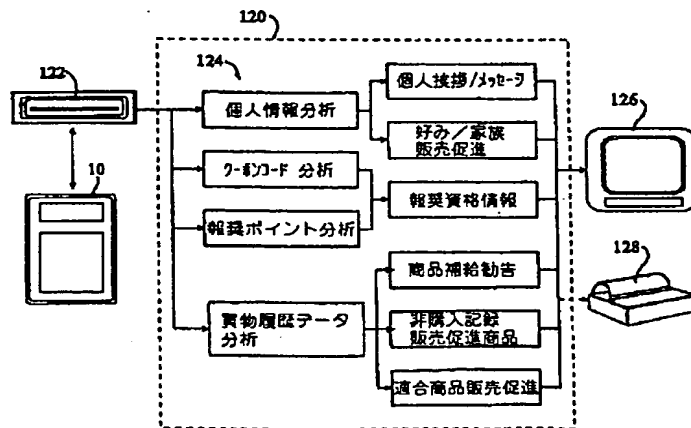 120
122
124
個人挨拶/メッセージ
126
個人情報分析
好み/家族
販売促進
10
クーポンコード 分析
報奨資格情報
報奨ポイント分析
128
商品補給勧告
買物履歴データ
分析
非購入記録
販売促進商品
適合商品販売促進